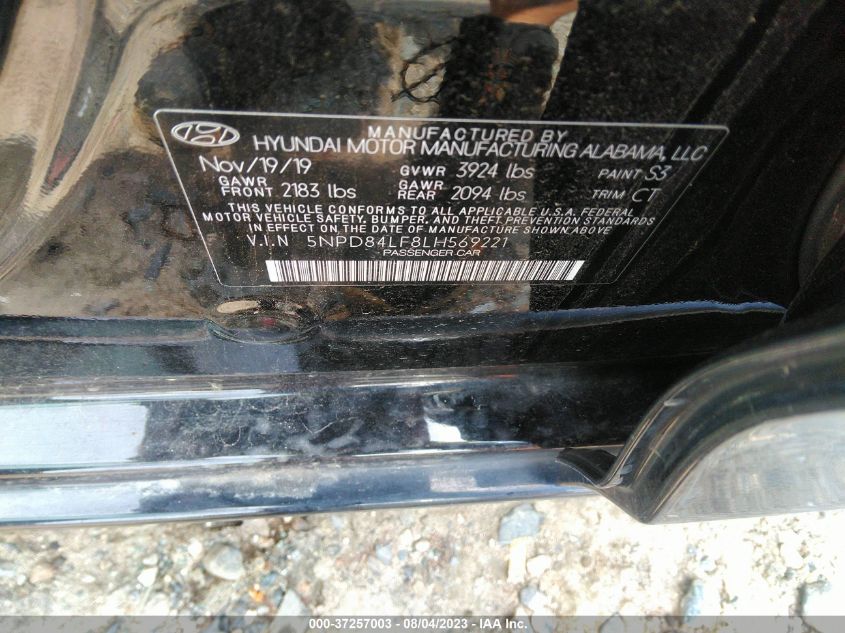 MANUFACTURED BY
HYUNDAI MOTOR MANUFACTURING ALABAMA, LLC
Nov/19/19 GVWR 3924 lbs PAINT S3
GAWR FRONT 2183 lbs GAWR REAR 2094 lbs TRIM CT
THIS VEHICLE CONFORMS TO ALL APPLICABLE U.S.A. FEDERAL
MOTOR VEHICLE SAFETY, BUMPER, AND THEFT PREVENTION STANDARDS
IN EFFECT ON THE DATE OF MANUFACTURE SHOWN ABOVE
V.I.N 5NPD84LF8LH569221
PASSENGER CAR
000-37257003 - 08/04/2023 - © IAA Inc.